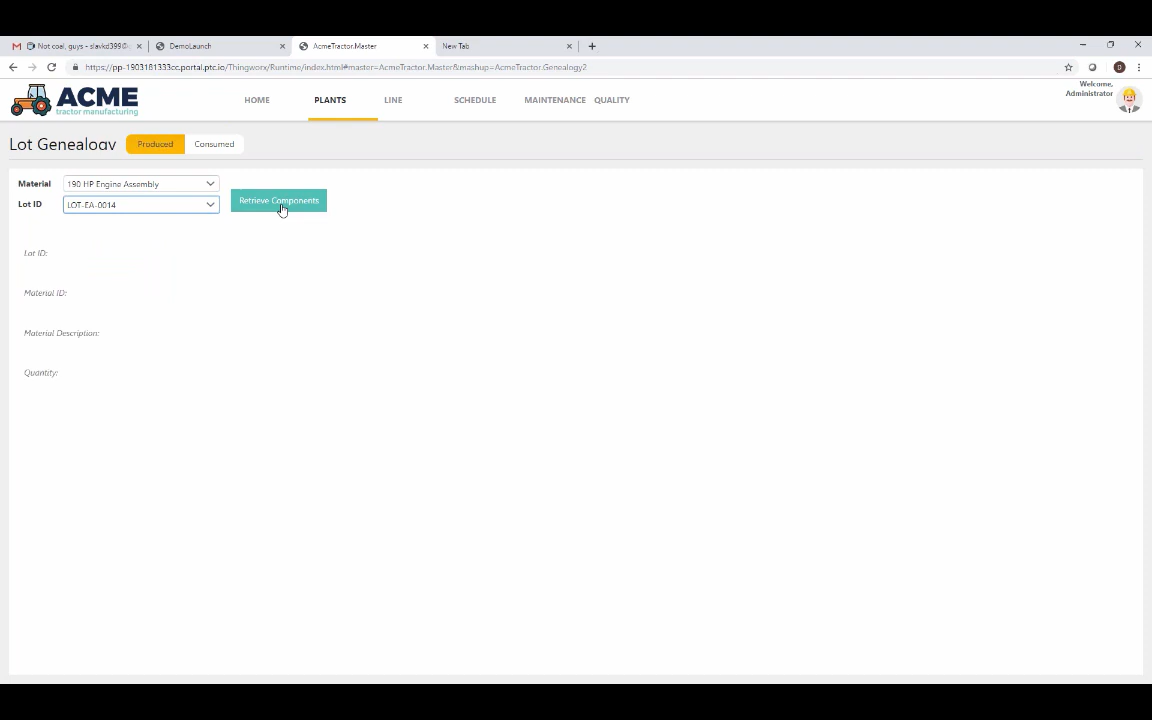 Not coal, guys - slavkd399@
DemoLaunch
AcmeTractor.Master
New Tab
https://pp-1903181333cc.portal.ptc.io/Thingworx/Runtime/index.html#master=AcmeTractor.Master&mashup=AcmeTractor.Genealogy2
ACME
tractor manufacturing
HOME
PLANTS
LINE
SCHEDULE
MAINTENANCE
QUALITY
Welcome,
Administrator
Lot Genealogy
Produced
Consumed
Material
190 HP Engine Assembly
Lot ID
LOT-EA-0014
Retrieve Components
Lot ID:
Material ID:
Material Description:
Quantity: